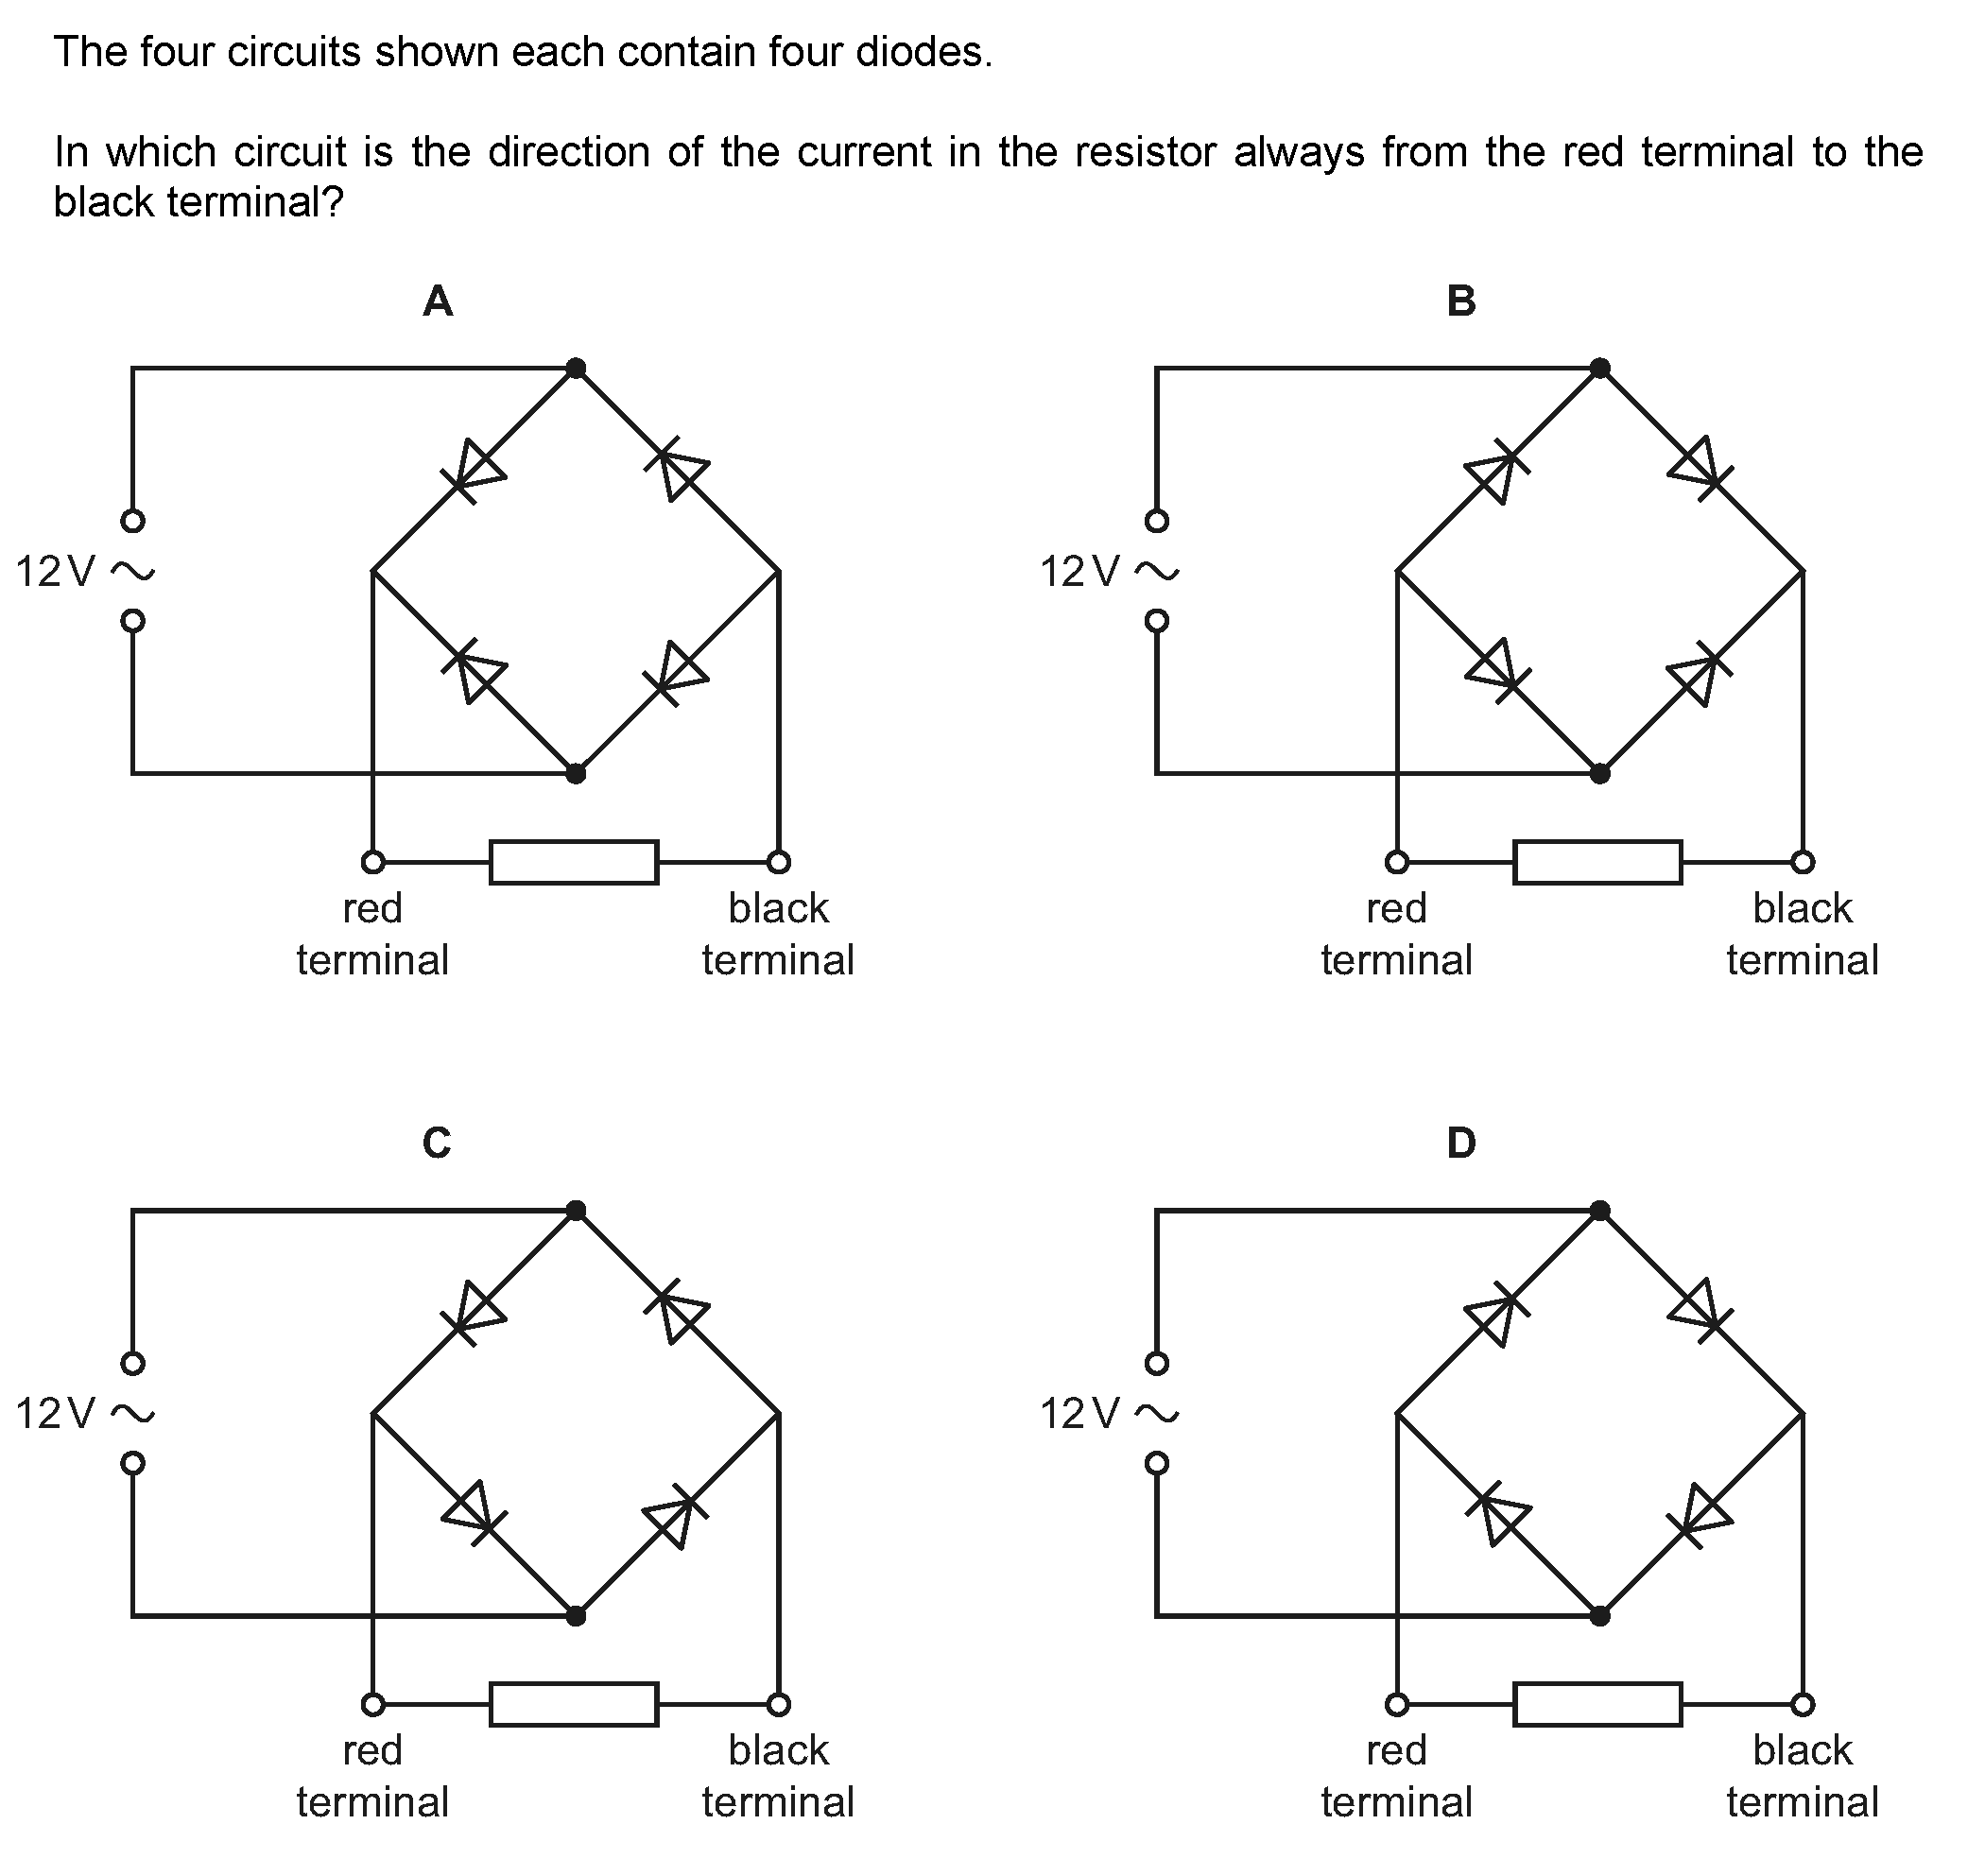 The four circuits shown each contain four diodes.
In which circuit is the direction of the current in the resistor always from the red terminal to the
black terminal?
A
B
12 V ~
12 V ~
red
terminal
black
terminal
red
terminal
black
terminal
C
D
12 V ~
12 V ~
red
terminal
black
terminal
red
terminal
black
terminal